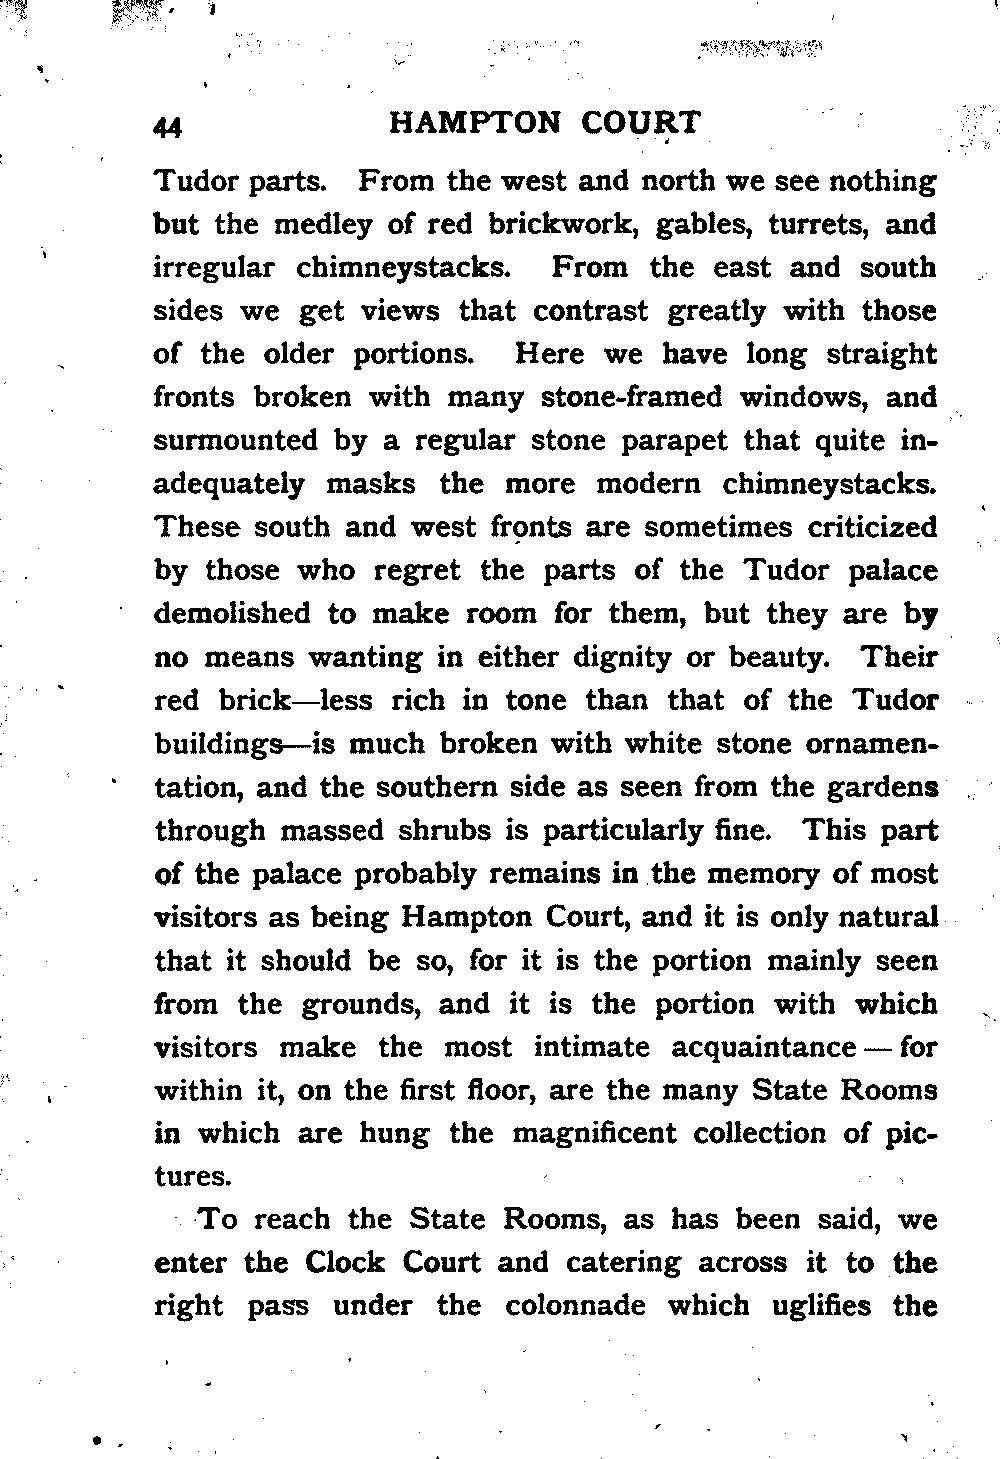 44 HAMPTON COURT
Tudor parts. From the west and north we see nothing
but the medley of red brickwork, gables, turrets, and
irregular chimneystacks. From the east and south
sides we get views that contrast greatly with those
of the older portions. Here we have long straight
fronts broken with many stone-framed windows, and
surmounted by a regular stone parapet that quite in-
adequately masks the more modern chimneystacks.
These south and west fronts are sometimes criticized
by those who regret the parts of the Tudor palace
demolished to make room for them, but they are by
no means wanting in either dignity or beauty. Their
red brick—less rich in tone than that of the Tudor
buildings—is much broken with white stone ornamen-
tation, and the southern side as seen from the gardens
through massed shrubs is particularly fine. This part
of the palace probably remains in the memory of most
visitors as being Hampton Court, and it is only natural
that it should be so, for it is the portion mainly seen
from the grounds, and it is the portion with which
visitors make the most intimate acquaintance — for
within it, on the first floor, are the many State Rooms
in which are hung the magnificent collection of pic-
tures.
To reach the State Rooms, as has been said, we
enter the Clock Court and catering across it to the
right pass under the colonnade which uglifies the